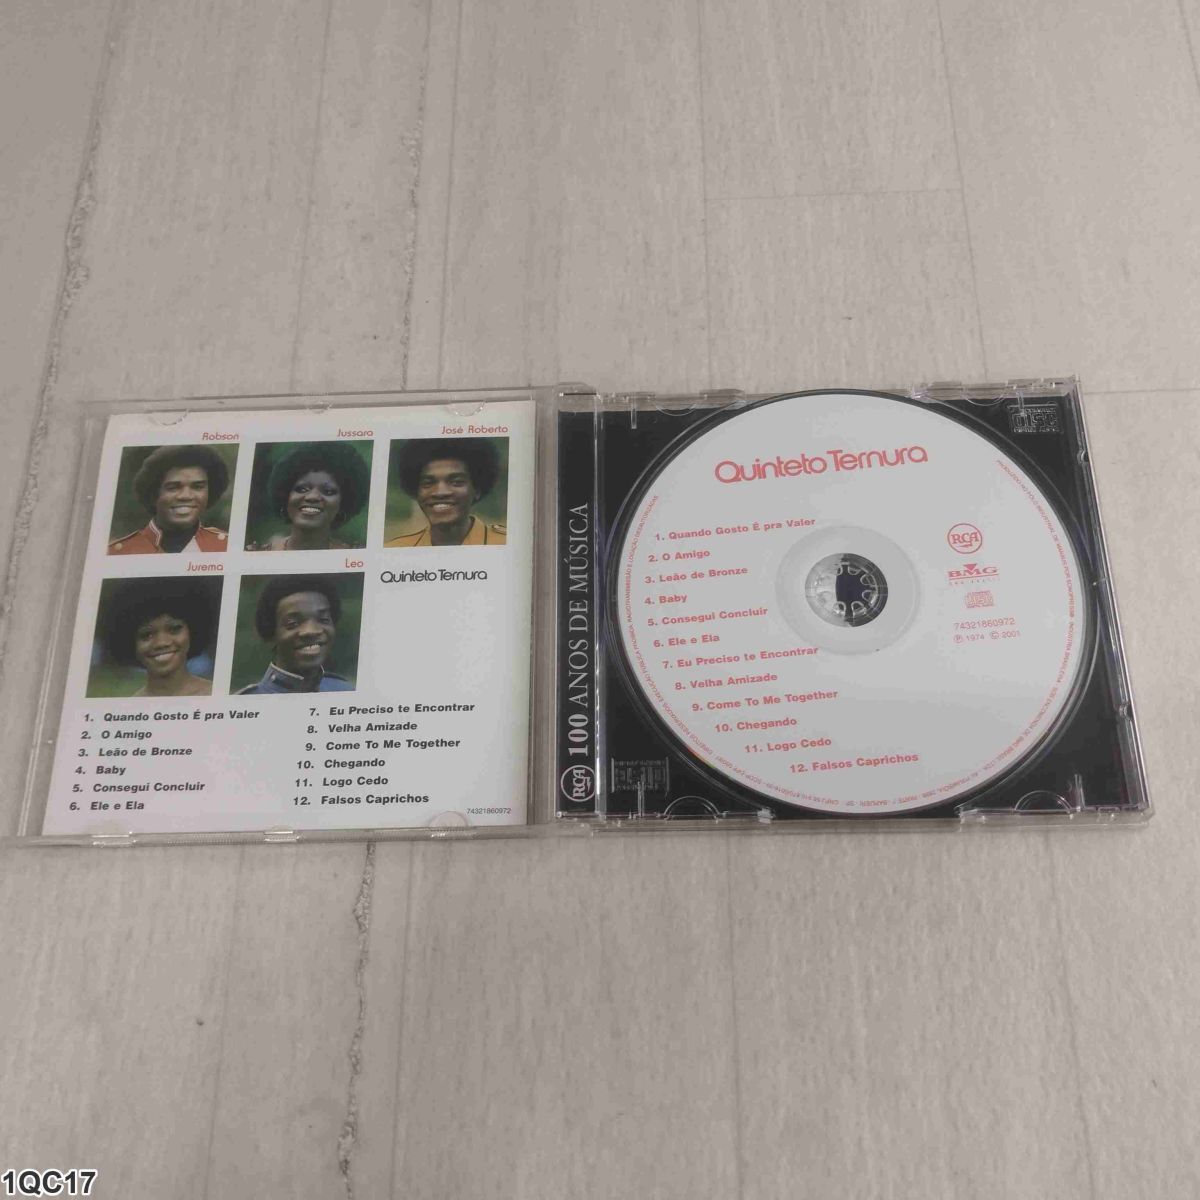 Robson
Jussara
José Roberto
Jurema
Leo
Quinteto Ternura
1. Quando Gosto É pra Valer
2. O Amigo
3. Leão de Bronze
4. Baby
5. Consegui Concluir
6. Ele e Ela
7. Eu Preciso te Encontrar
8. Velha Amizade
9. Come To Me Together
10. Chegando
11. Logo Cedo
12. Falsos Caprichos
74321860972
RCA 100 ANOS DE MÚSICA
Quinteto Ternura
1. Quando Gosto É pra Valer
2. O Amigo
3. Leão de Bronze
4. Baby
5. Consegui Concluir
6. Ele e Ela
7. Eu Preciso te Encontrar
8. Velha Amizade
9. Come To Me Together
10. Chegando
11. Logo Cedo
12. Falsos Caprichos
RCA
BMG
74321860972
℗ 1974 © 2001
disc
1QC17